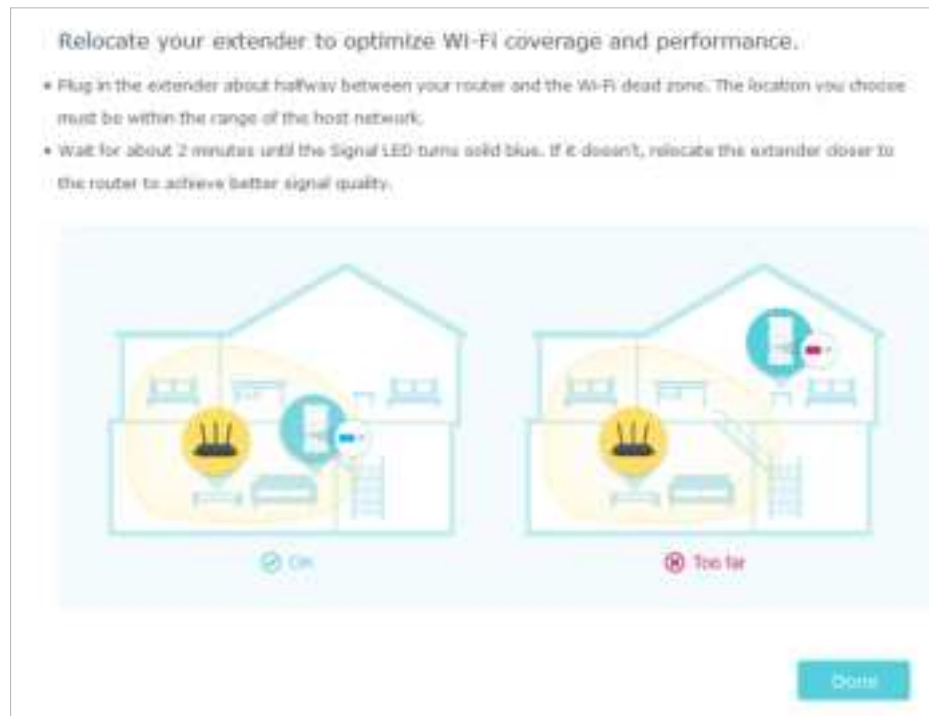 Relocate your extender to optimize Wi-Fi coverage and performance.
• Plug in the extender about halfway between your router and the Wi-Fi dead zone. The location you choose
must be within the range of the host network.
• Wait for about 2 minutes until the Signal LED turns solid blue. If it doesn't, relocate the extender closer to
the router to achieve better signal quality.
Too far
Done